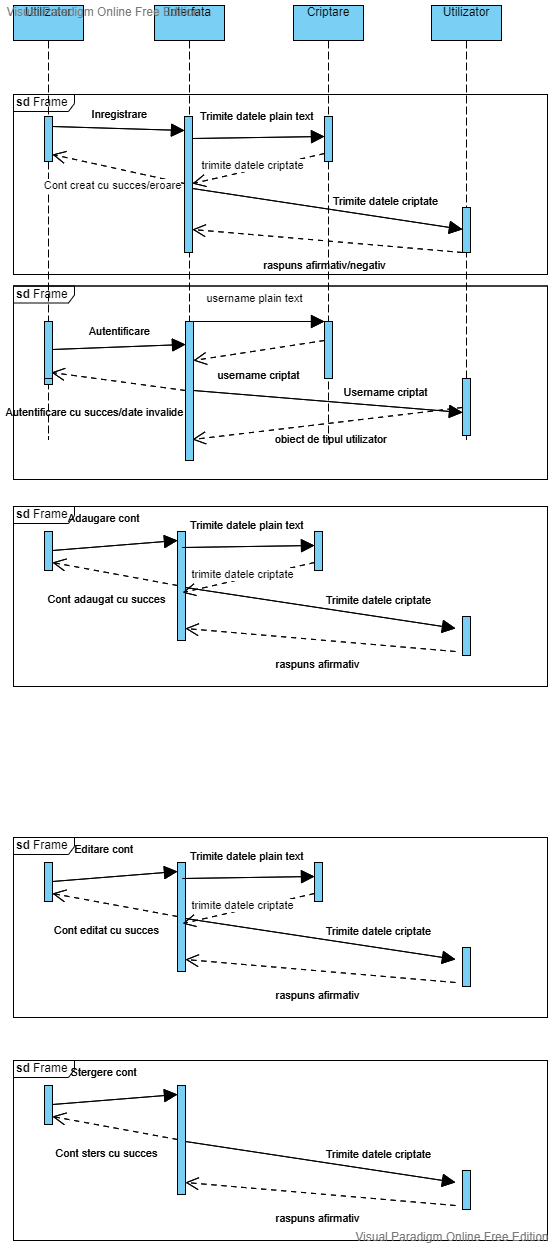 Visual Paradigm Online Free Edition
Utilizator
Interfata
Criptare
Utilizator
sd Frame
Inregistrare
Trimite datele plain text
trimite datele criptate
Cont creat cu succes/eroare
Trimite datele criptate
raspuns afirmativ/negativ
sd Frame
username plain text
Autentificare
username criptat
Username criptat
Autentificare cu succes/date invalide
obiect de tipul utilizator
sd Frame
Adaugare cont
Trimite datele plain text
trimite datele criptate
Cont adaugat cu succes
Trimite datele criptate
raspuns afirmativ
sd Frame
Editare cont
Trimite datele plain text
trimite datele criptate
Cont editat cu succes
Trimite datele criptate
raspuns afirmativ
sd Frame
Stergere cont
Cont sters cu succes
Trimite datele criptate
raspuns afirmativ
Visual Paradigm Online Free Edition